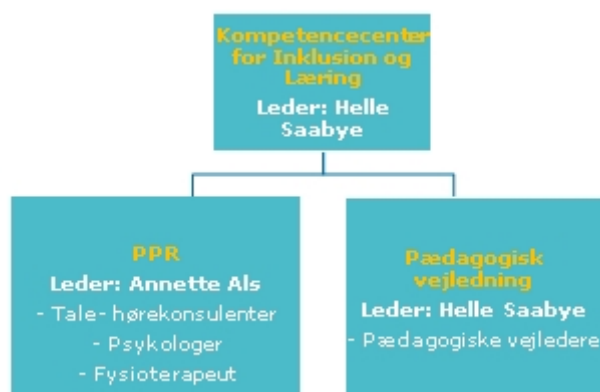 Kompetencecenter
for Inklusion og
Læring
Leder: Helle
Saabye
PPR
Leder: Annette Als
- Tale- hørekonsulenter
- Psykologer
- Fysioterapeut
Pædagogisk
vejledning
Leder: Helle Saabye
- Pædagogiske vejledere